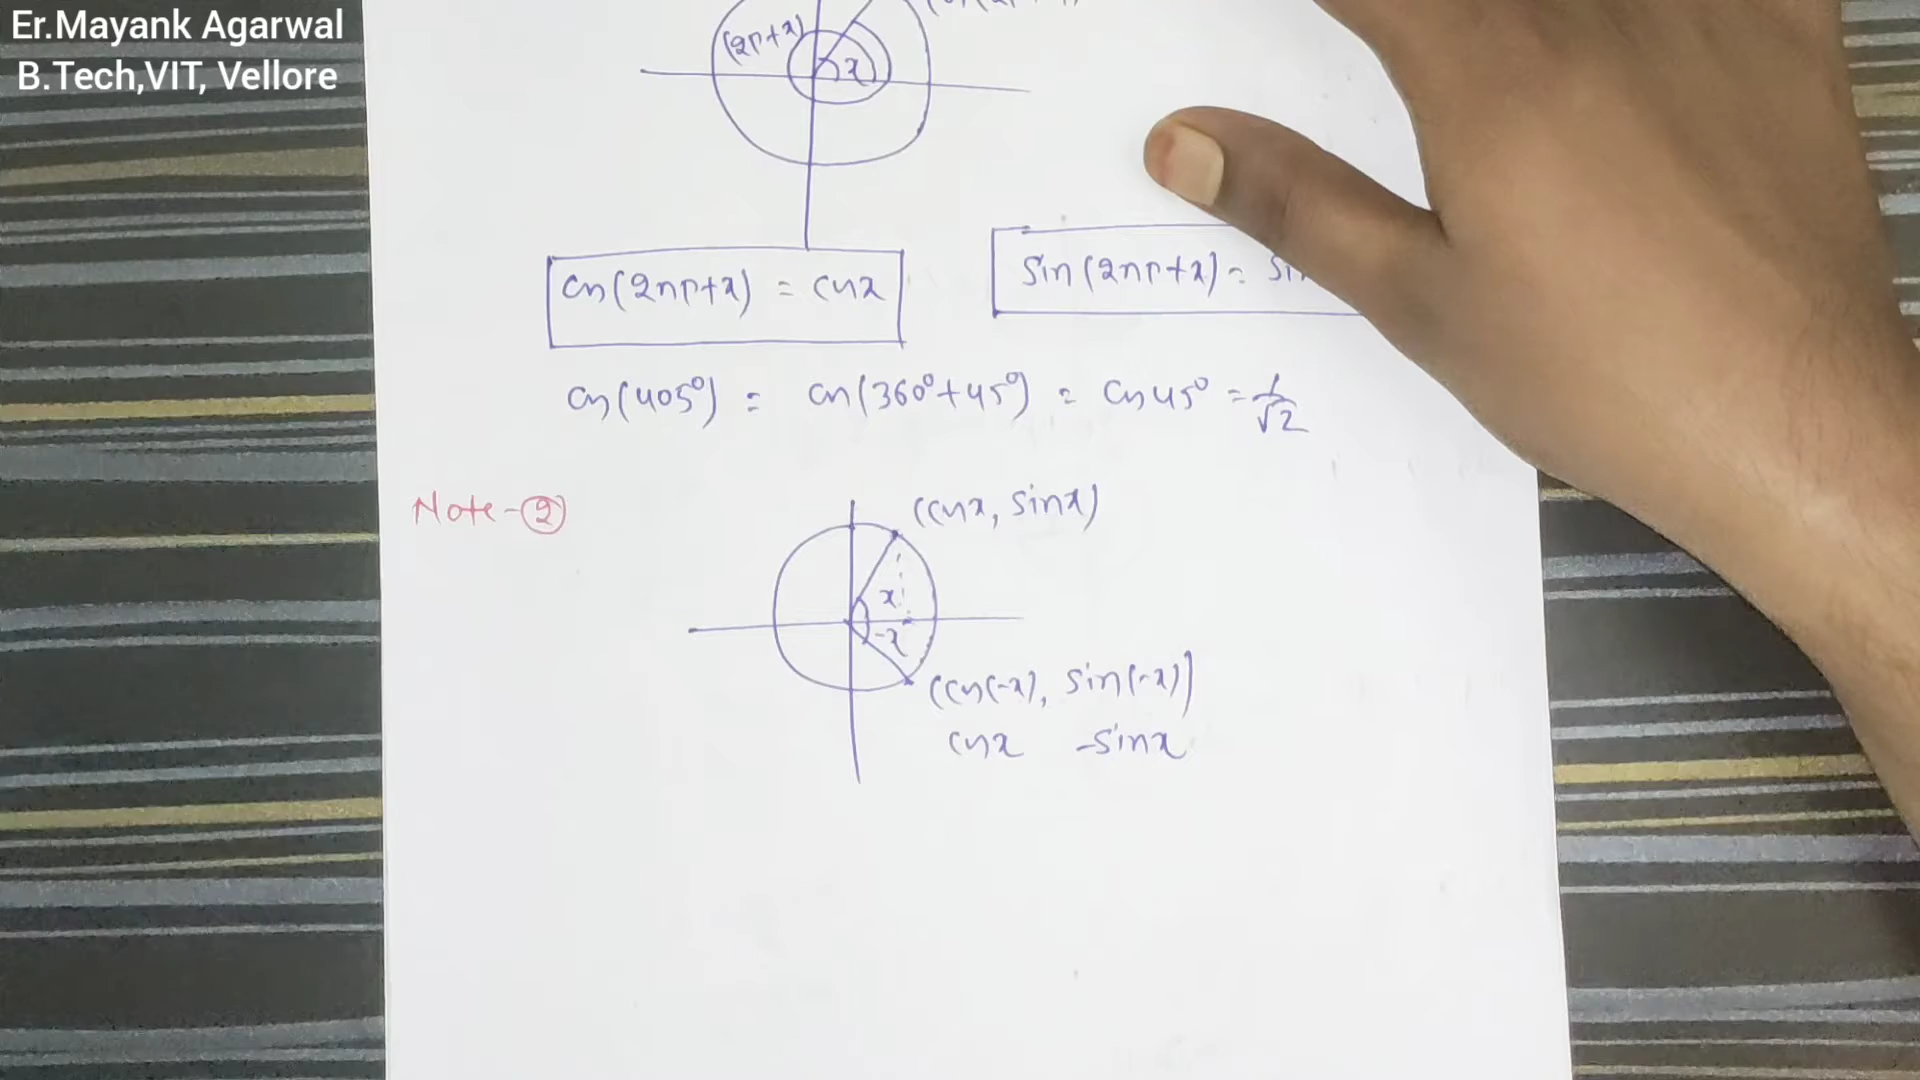 Er.Mayank Agarwal
B.Tech,VIT, Vellore
(2π+x)
x
cos(2nπ+x) = cosx
sin(2nπ+x) =
cos(405°) = cos(360°+45°) = cos45° = 1/√2
Note-②
(cosx, sinx)
x
-x
(cos(-x), sin(-x))
cosx -sinx